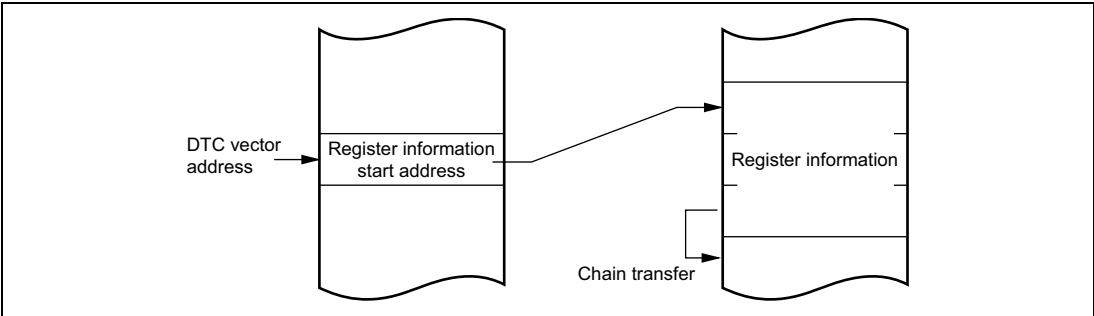 DTC vector
address
Register information
start address
Register information
Chain transfer